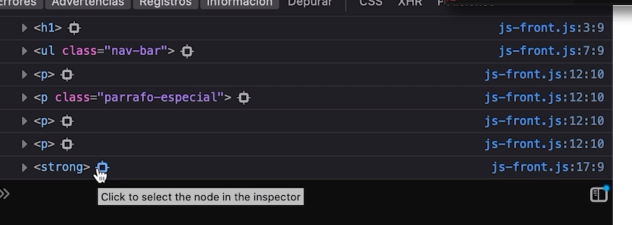 Errores Advertencias Registros Información Depurar CSS XHR
<h1> js-front.js:3:9
<ul class="nav-bar"> js-front.js:7:9
<p> js-front.js:12:10
<p class="parrafo-especial"> js-front.js:12:10
<p> js-front.js:12:10
<p> js-front.js:12:10
<strong> js-front.js:17:9
Click to select the node in the inspector